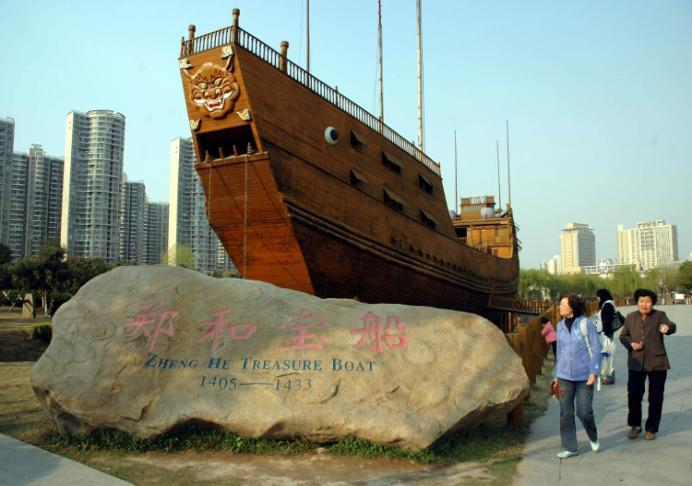 郑和宝船
ZHENG HE TREASURE BOAT
1405——1433